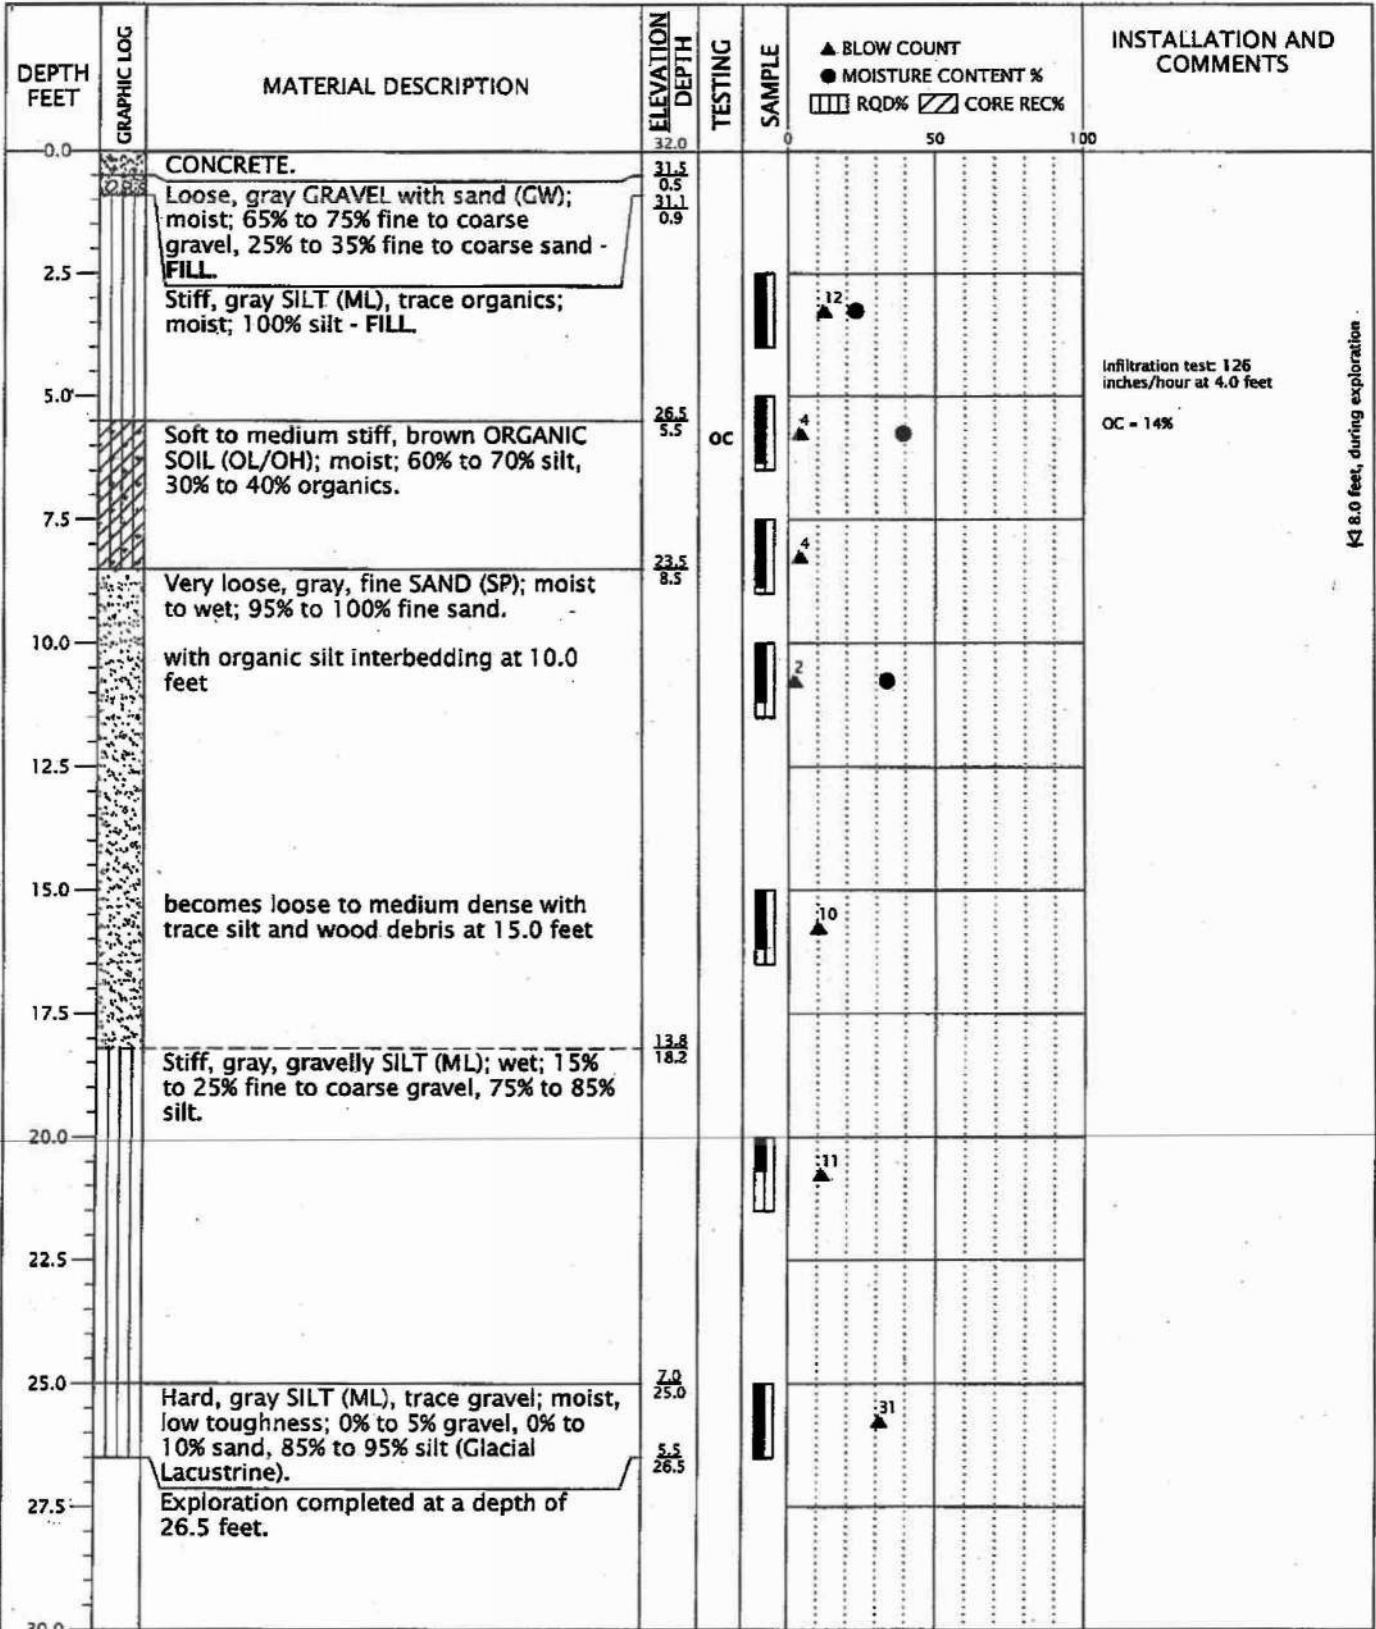 DEPTH
FEET
GRAPHIC LOG
MATERIAL DESCRIPTION
ELEVATION
DEPTH
TESTING
SAMPLE
▲ BLOW COUNT
● MOISTURE CONTENT %
RQD% CORE REC%
INSTALLATION AND
COMMENTS
0 50 100
32.0
0.0
CONCRETE.
31.5
0.5
Loose, gray GRAVEL with sand (GW);
moist; 65% to 75% fine to coarse
gravel, 25% to 35% fine to coarse sand -
FILL.
31.1
0.9
2.5
Stiff, gray SILT (ML), trace organics;
moist; 100% silt - FILL.
12
Infiltration test: 126
inches/hour at 4.0 feet
5.0
26.5
5.5
Soft to medium stiff, brown ORGANIC
SOIL (OL/OH); moist; 60% to 70% silt,
30% to 40% organics.
OC
4
OC = 14%
8.0 feet, during exploration
7.5
4
23.5
8.5
Very loose, gray, fine SAND (SP); moist
to wet; 95% to 100% fine sand.
10.0
with organic silt interbedding at 10.0
feet
2
12.5
15.0
becomes loose to medium dense with
trace silt and wood debris at 15.0 feet
10
17.5
13.8
18.2
Stiff, gray, gravelly SILT (ML); wet; 15%
to 25% fine to coarse gravel, 75% to 85%
silt.
20.0
11
22.5
25.0
7.0
25.0
Hard, gray SILT (ML), trace gravel; moist,
low toughness; 0% to 5% gravel, 0% to
10% sand, 85% to 95% silt (Glacial
Lacustrine).
31
5.5
26.5
27.5
Exploration completed at a depth of
26.5 feet.
30.0